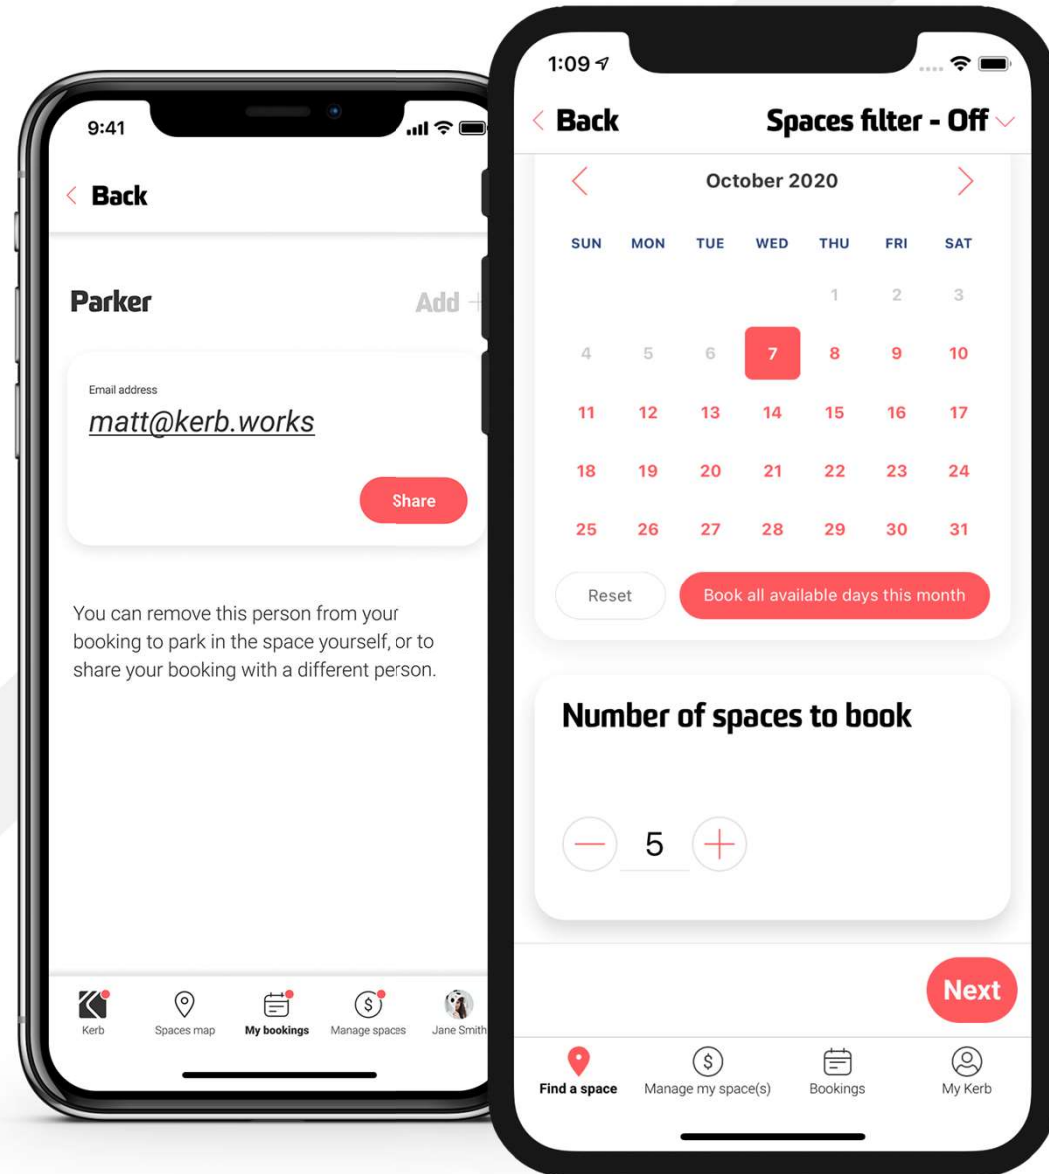 9:41
Back
Parker
Add +
Email address
matt@kerb.works
Share
You can remove this person from your
booking to park in the space yourself, or to
share your booking with a different person.
Kerb
Spaces map
My bookings
Manage spaces
Jane Smith
1:09
Back
Spaces filter - Off
October 2020
SUN MON TUE WED THU FRI SAT
1 2 3
4 5 6 7 8 9 10
11 12 13 14 15 16 17
18 19 20 21 22 23 24
25 26 27 28 29 30 31
Reset
Book all available days this month
Number of spaces to book
5
Next
Find a space
Manage my space(s)
Bookings
My Kerb